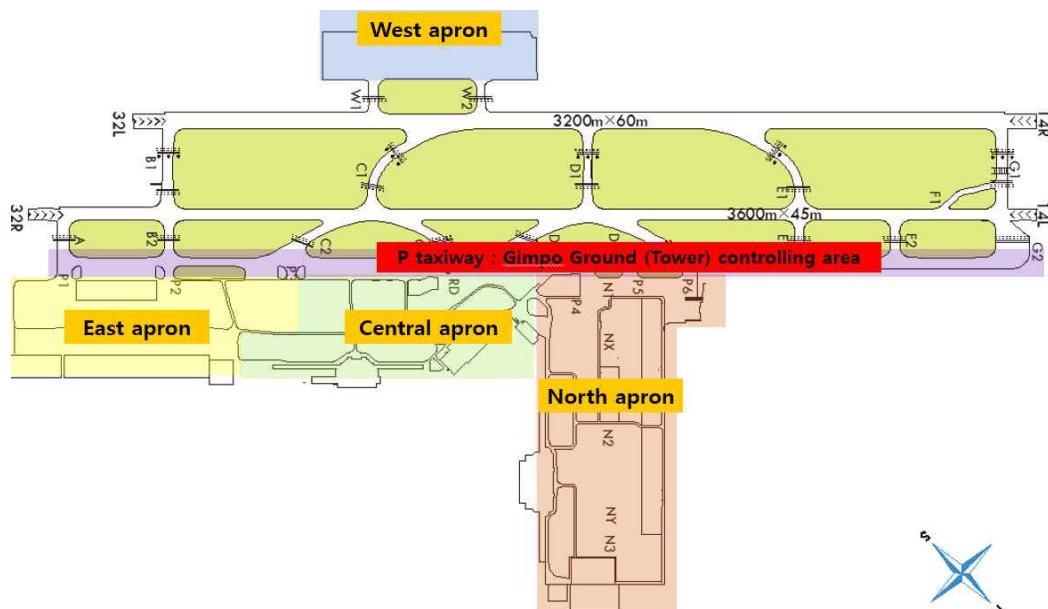 West apron
W1
W2
32L
3200m×60m
14R
B1
C1
D1
E1
F1
G1
32R
3600m×45m
14L
A
B2
C2
D
D
E
E2
G2
P taxiway : Gimpo Ground (Tower) controlling area
P1
P2
RD
P4
N1
P5
P6
East apron
Central apron
NX
North apron
N2
NY
N3
S